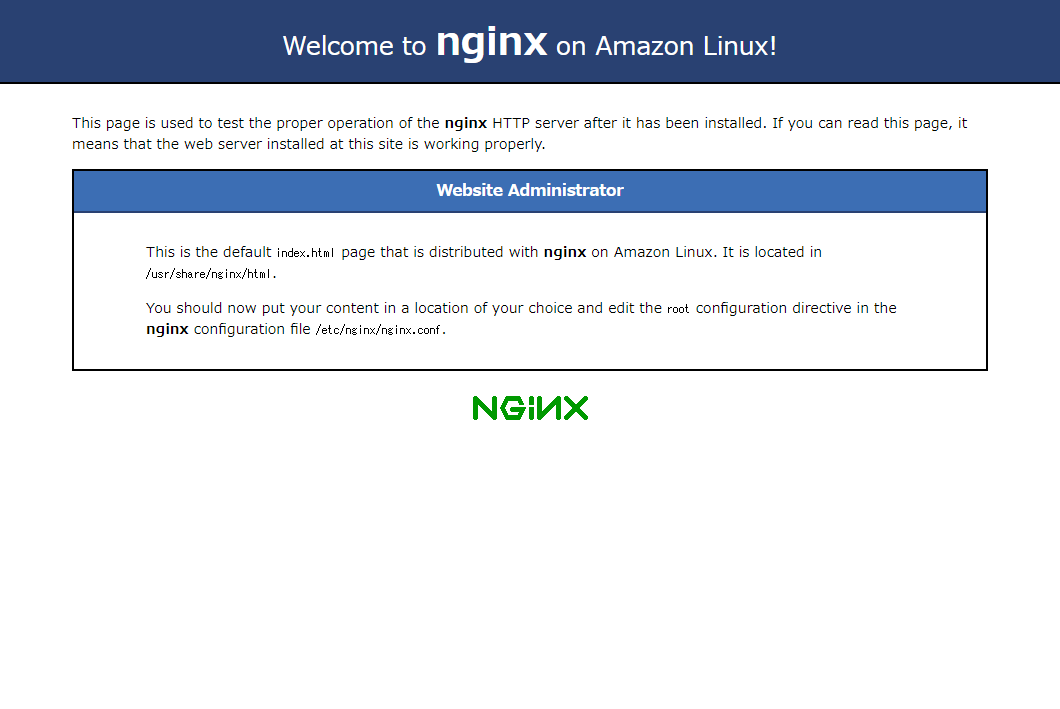 Welcome to nginx on Amazon Linux!
This page is used to test the proper operation of the nginx HTTP server after it has been installed. If you can read this page, it
means that the web server installed at this site is working properly.
Website Administrator
This is the default index.html page that is distributed with nginx on Amazon Linux. It is located in
/usr/share/nginx/html.
You should now put your content in a location of your choice and edit the root configuration directive in the
nginx configuration file /etc/nginx/nginx.conf.
NGINX